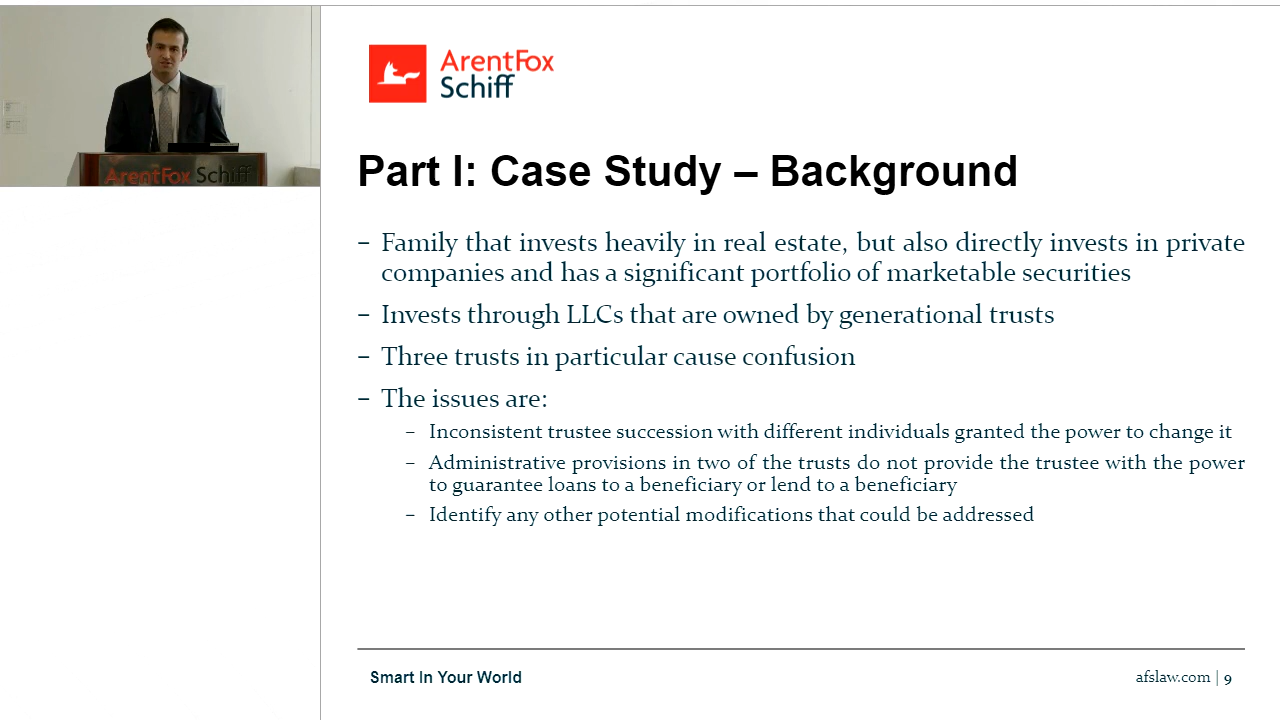 ArentFox Schiff
ArentFox
Schiff
Part I: Case Study – Background
– Family that invests heavily in real estate, but also directly invests in private
companies and has a significant portfolio of marketable securities
– Invests through LLCs that are owned by generational trusts
– Three trusts in particular cause confusion
– The issues are:
– Inconsistent trustee succession with different individuals granted the power to change it
– Administrative provisions in two of the trusts do not provide the trustee with the power
to guarantee loans to a beneficiary or lend to a beneficiary
– Identify any other potential modifications that could be addressed
Smart In Your World
afslaw.com | 9